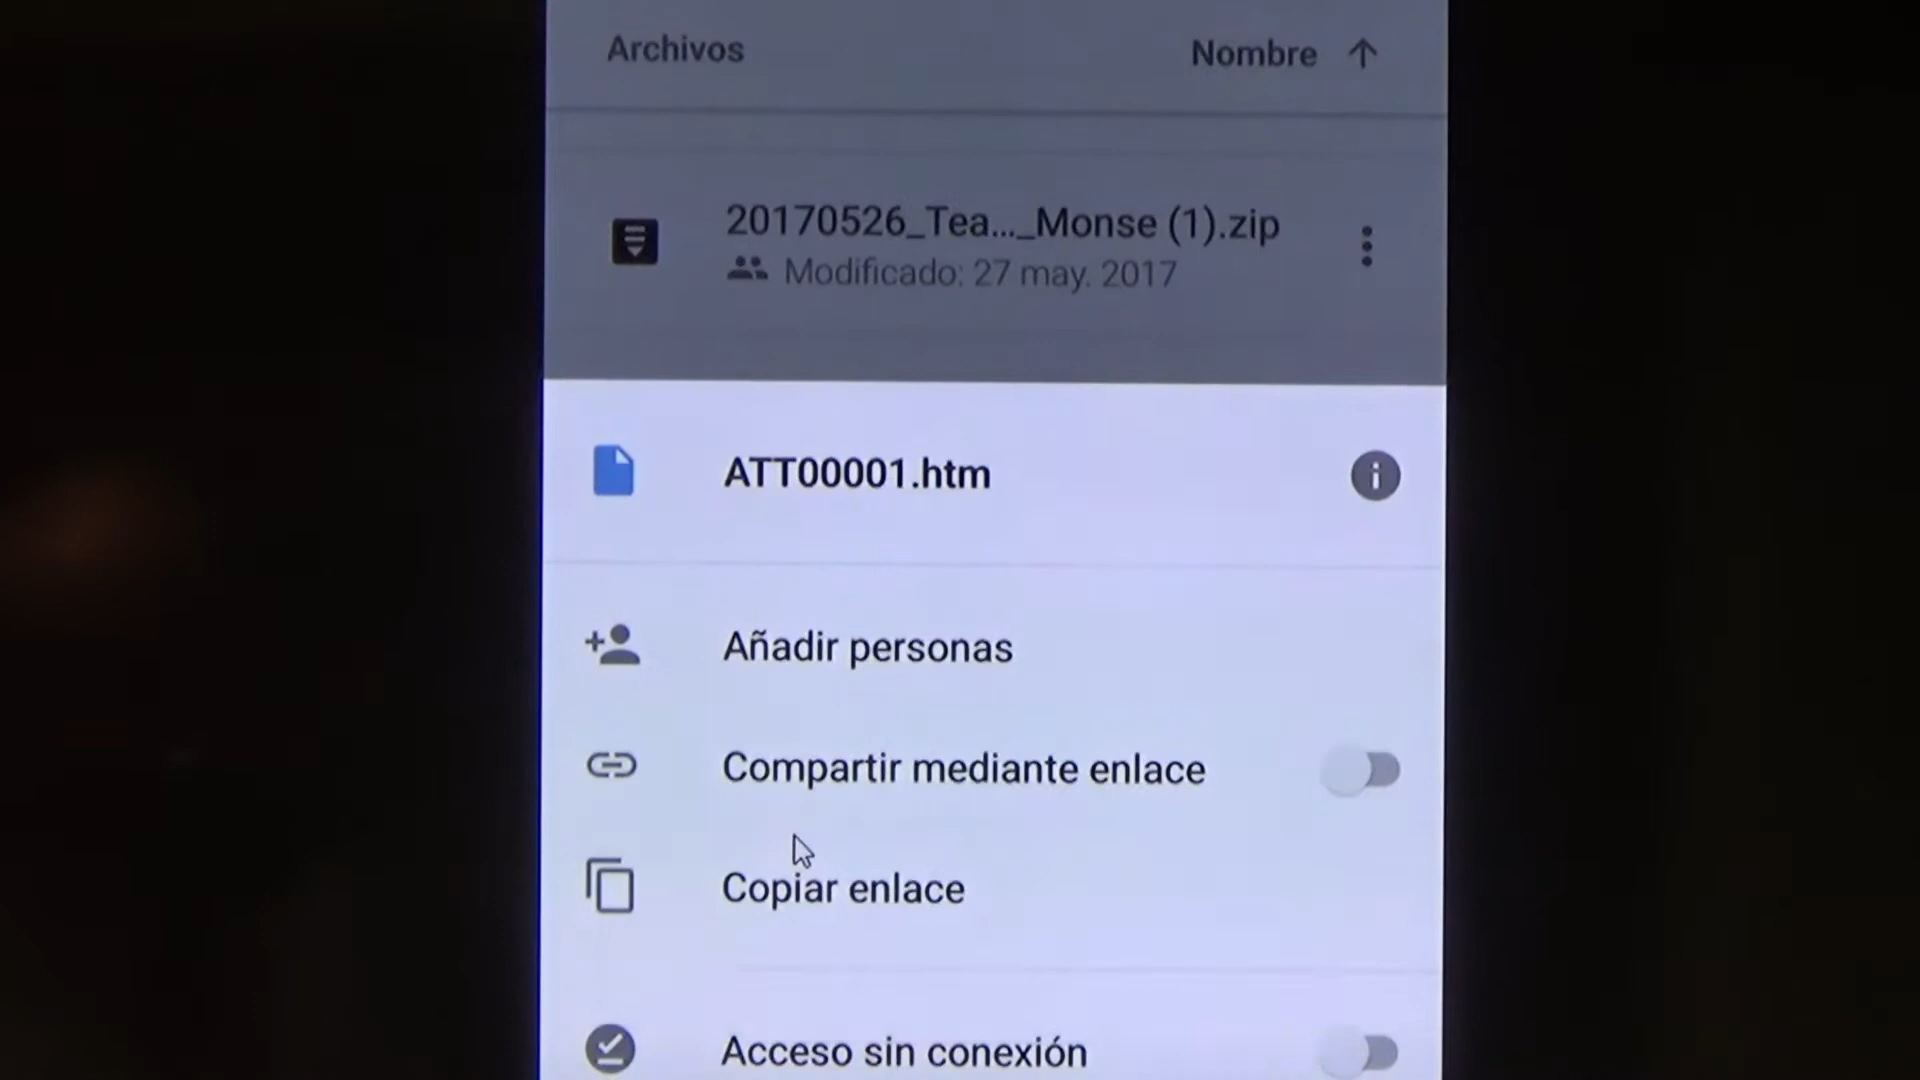 Archivos
Nombre
20170526_Tea..._Monse (1).zip
Modificado: 27 may. 2017
ATT00001.htm
Añadir personas
Compartir mediante enlace
Copiar enlace
Acceso sin conexión